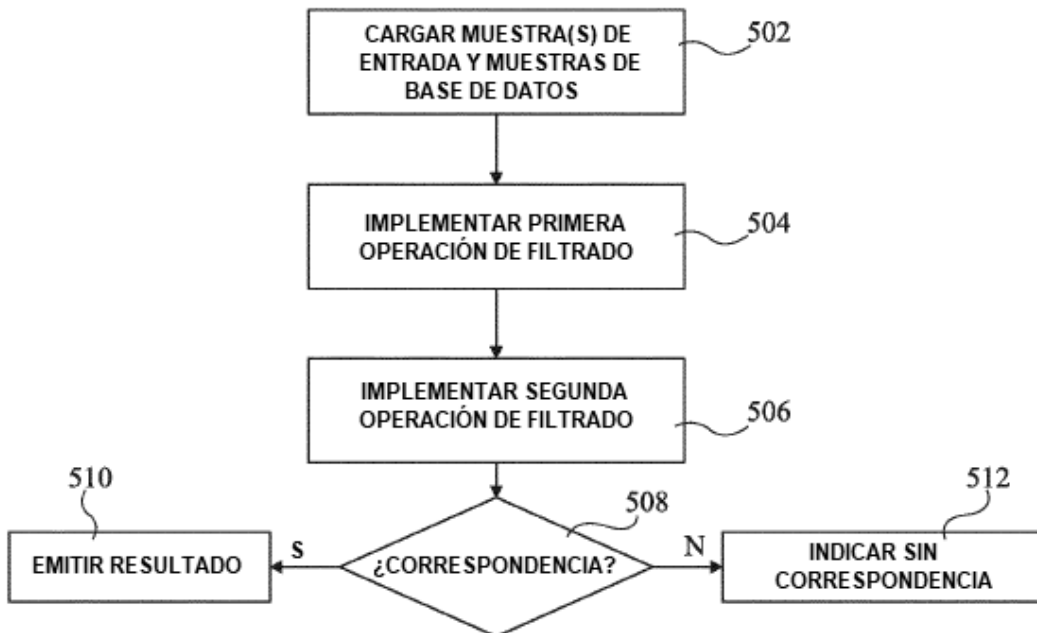 CARGAR MUESTRA(S) DE
ENTRADA Y MUESTRAS DE
BASE DE DATOS
502
IMPLEMENTAR PRIMERA
OPERACIÓN DE FILTRADO
504
IMPLEMENTAR SEGUNDA
OPERACIÓN DE FILTRADO
506
510
508
512
EMITIR RESULTADO
S
¿CORRESPONDENCIA?
N
INDICAR SIN
CORRESPONDENCIA